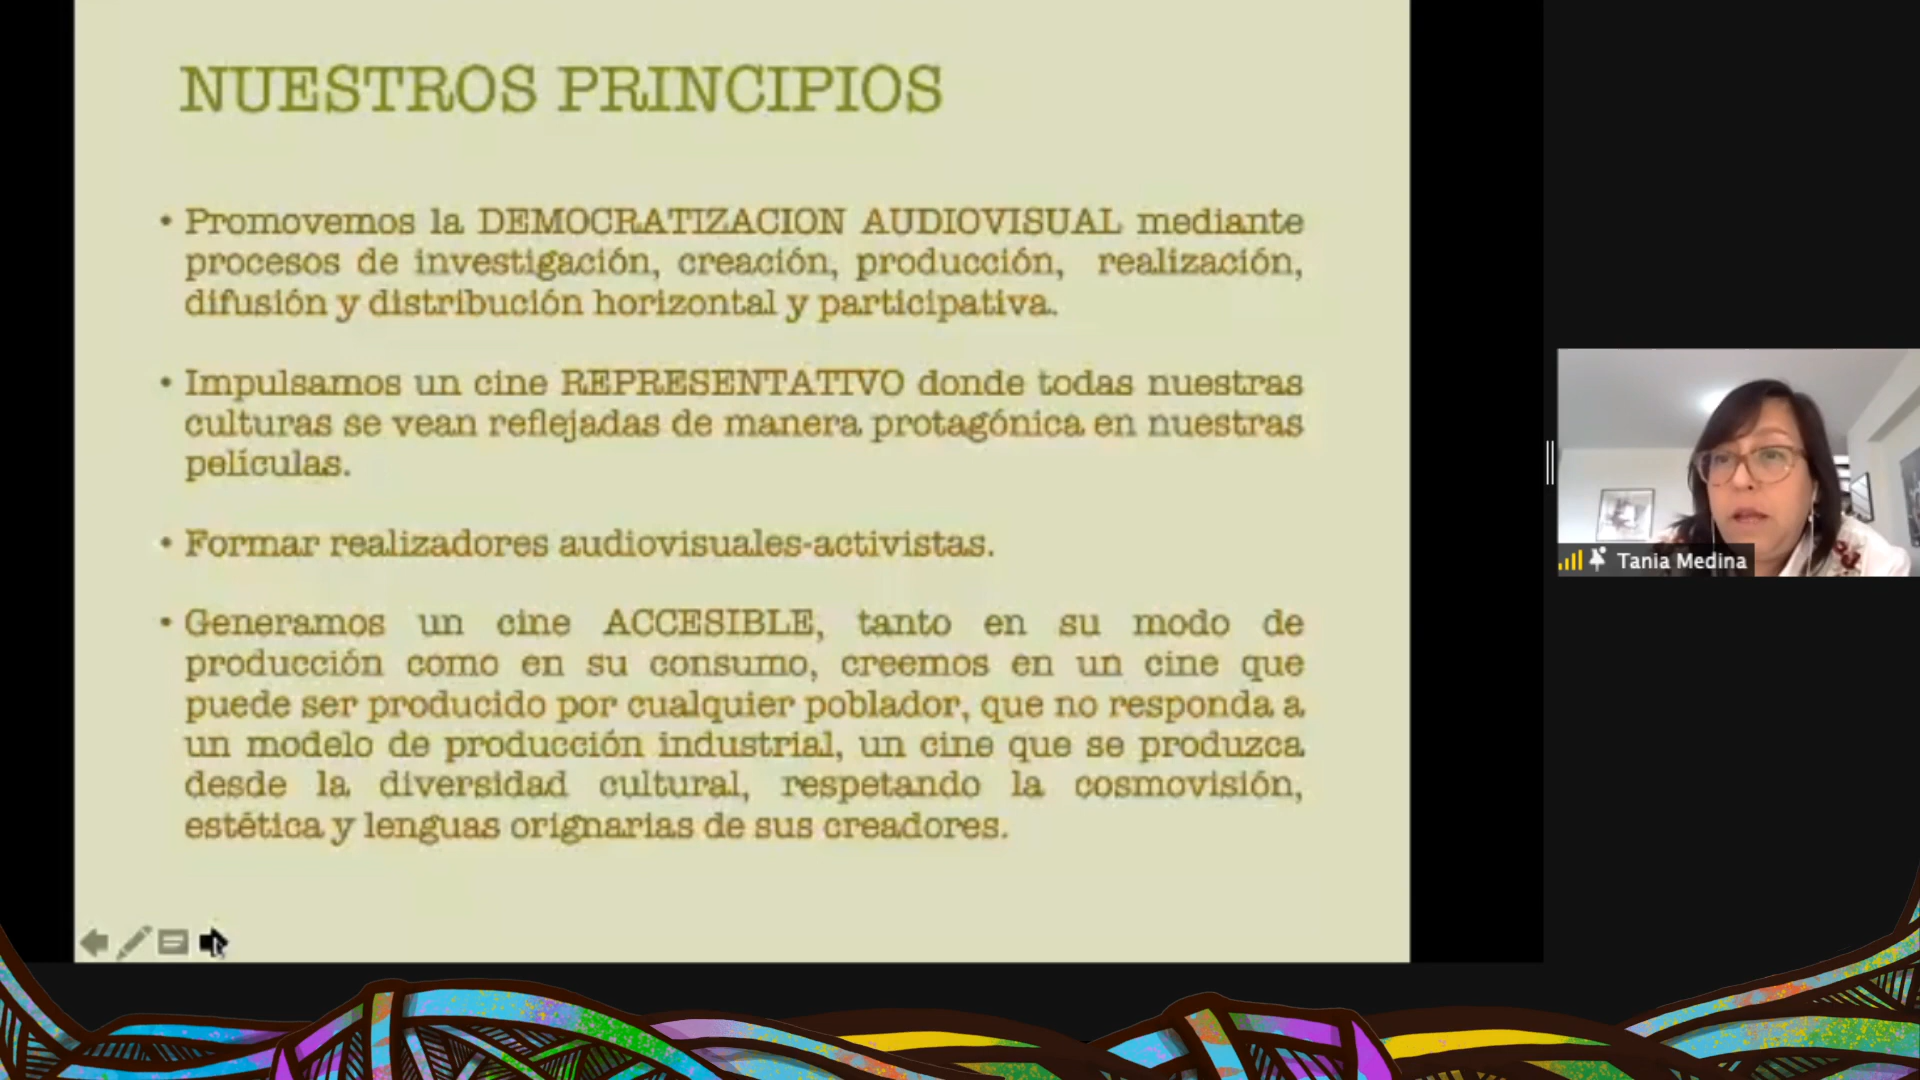 NUESTROS PRINCIPIOS
• Promovemos la DEMOCRATIZACION AUDIOVISUAL mediante
procesos de investigación, creación, producción, realización,
difusión y distribución horizontal y participativa.
• Impulsamos un cine REPRESENTATIVO donde todas nuestras
culturas se vean reflejadas de manera protagónica en nuestras
películas.
• Formar realizadores audiovisuales-activistas.
• Generamos un cine ACCESIBLE, tanto en su modo de
producción como en su consumo, creemos en un cine que
puede ser producido por cualquier poblador, que no responda a
un modelo de producción industrial, un cine que se produzca
desde la diversidad cultural, respetando la cosmovisión,
estética y lenguas orignarias de sus creadores.
Tania Medina